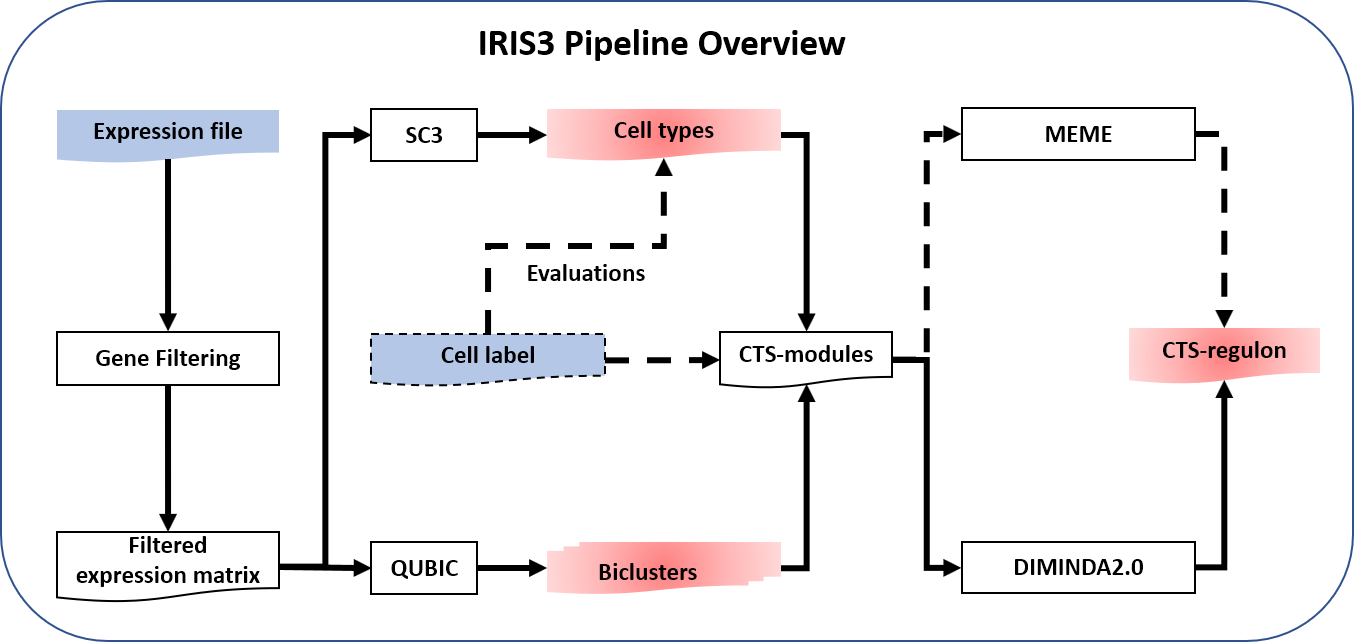 IRIS3 Pipeline Overview
Expression file
SC3
Cell types
MEME
Evaluations
Gene Filtering
Cell label
CTS-modules
CTS-regulon
Filtered
expression matrix
QUBIC
Biclusters
DIMINDA2.0